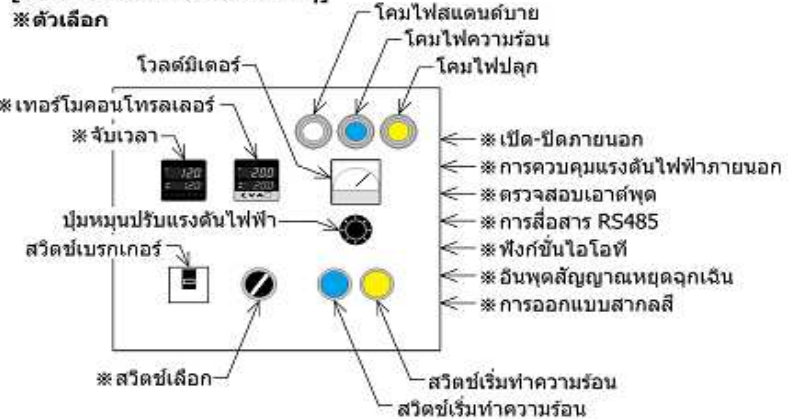 ※ตัวเลือก
โคมไฟสแตนด์บาย
โคมไฟความร้อน
โวลต์มิเตอร์
โคมไฟปลุก
※เทอร์โมคอนโทรลเลอร์
※จับเวลา
※เปิด-ปิดภายนอก
※การควบคุมแรงดันไฟฟ้าภายนอก
※ตรวจสอบเอาต์พุต
※การสื่อสาร RS485
※ฟังก์ชั่นไอโอที
※อินพุตสัญญาณหยุดฉุกเฉิน
※การออกแบบสากลสี
120
120
200
200
ปุ่มหมุนปรับแรงดันไฟฟ้า
สวิตช์เบรกเกอร์
※สวิตช์เลือก
สวิตช์เริ่มทำความร้อน
สวิตช์เริ่มทำความร้อน